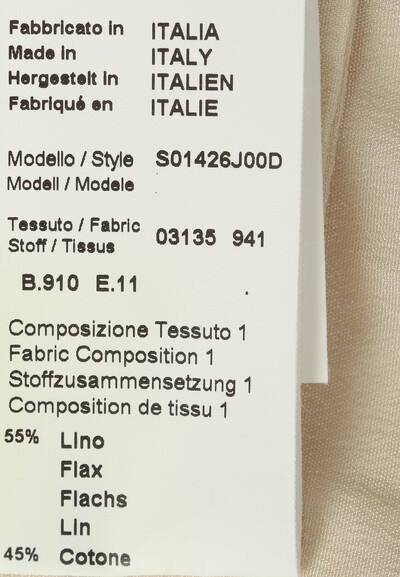 Fabbricato in ITALIA
Made in ITALY
Hergestelt in ITALIEN
Fabriqué en ITALIE
Modello / Style S01426J00D
Modell / Modele
Tessuto / Fabric 03135 941
Stoff / Tissus
B.910 E.11
Composizione Tessuto 1
Fabric Composition 1
Stoffzusammensetzung 1
Composition de tissu 1
55% Lino
Flax
Flachs
Lin
45% Cotone